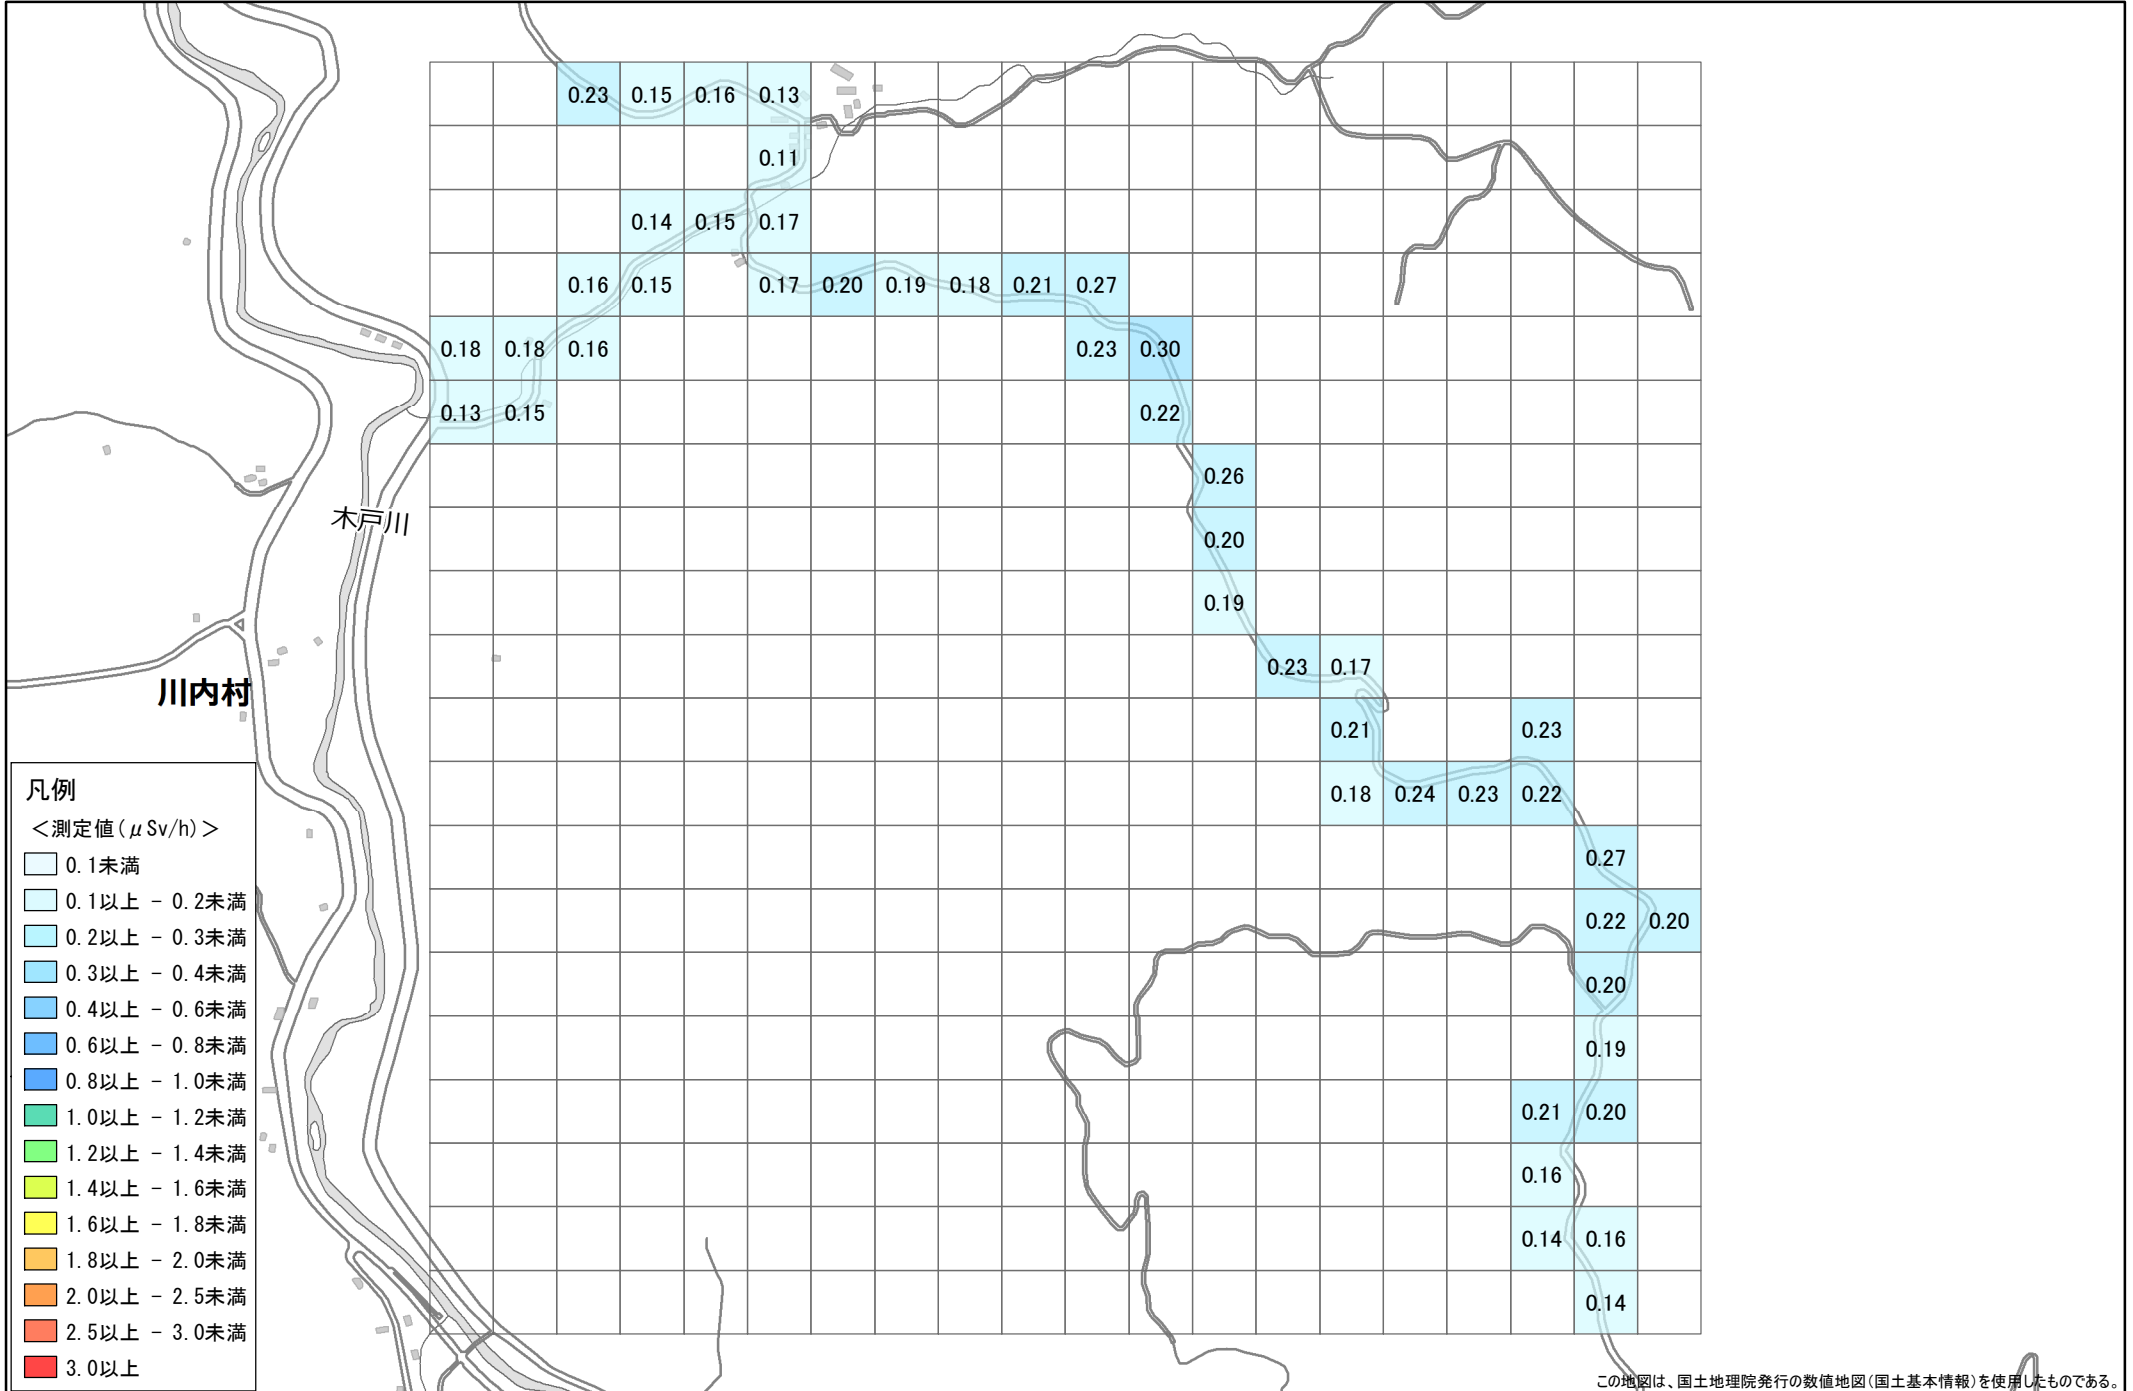 0.23 0.15 0.16 0.13
0.11
0.14 0.15 0.17
0.16 0.15 0.17 0.20 0.19 0.18 0.21 0.27
0.18 0.18 0.16 0.23 0.30
0.13 0.15 0.22
0.26
木戸川
0.20
0.19
0.23 0.17
川内村
0.21 0.23
0.18 0.24 0.23 0.22
0.27
0.22 0.20
0.20
0.19
0.21 0.20
0.16
0.14 0.16
0.14
凡例
＜測定値(μSv/h)＞
0.1未満
0.1以上 - 0.2未満
0.2以上 - 0.3未満
0.3以上 - 0.4未満
0.4以上 - 0.6未満
0.6以上 - 0.8未満
0.8以上 - 1.0未満
1.0以上 - 1.2未満
1.2以上 - 1.4未満
1.4以上 - 1.6未満
1.6以上 - 1.8未満
1.8以上 - 2.0未満
2.0以上 - 2.5未満
2.5以上 - 3.0未満
3.0以上
この地図は、国土地理院発行の数値地図(国土基本情報)を使用したものである。